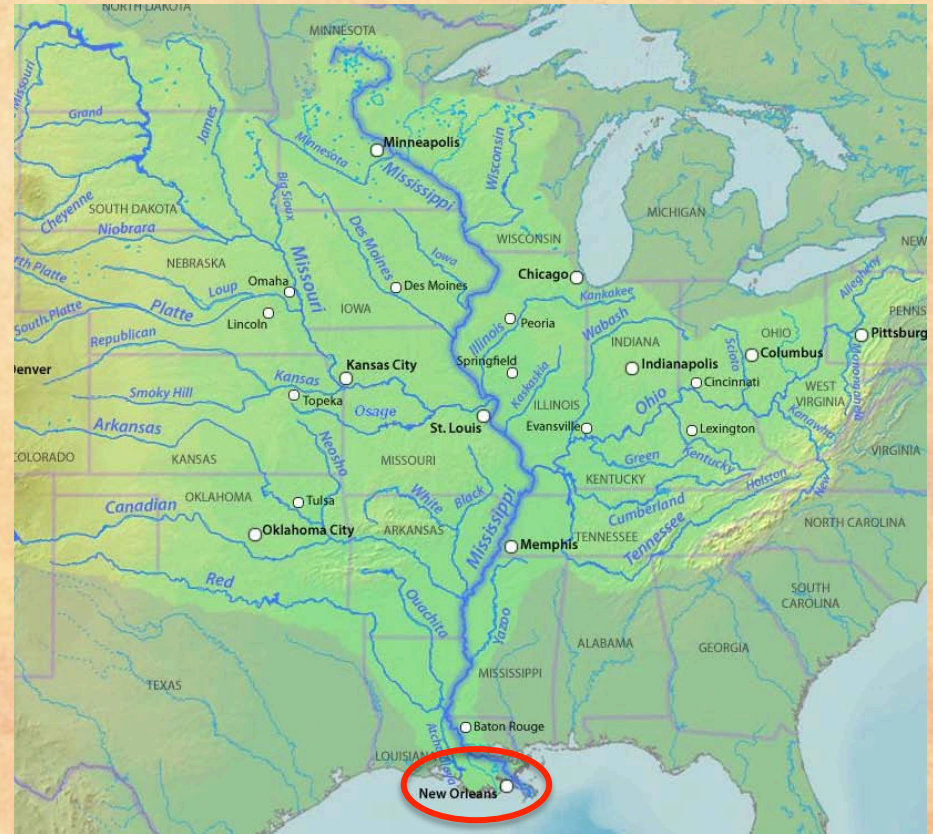 NORTH DAKOTA
MINNESOTA
Missouri
Grand
James
Minnesota
Minneapolis
Mississippi
Wisconsin
Cheyenne
SOUTH DAKOTA
Big Sioux
Niobrara
MICHIGAN
WISCONSIN
NEW
Des Moines
Iowa
NEBRASKA
rth Platte
Loup
Omaha
Missouri
Des Moines
Chicago
Kankakee
Allegheny
South Platte
Platte
Lincoln
IOWA
Illinois
Peoria
Wabash
PENNS
OHIO
Pittsburg
Republican
INDIANA
Scioto
Columbus
Monongahela
Springfield
Indianapolis
Denver
Kansas City
Kansas
Kaskaskia
Cincinnati
WEST
VIRGINIA
Smoky Hill
Topeka
Osage
ILLINOIS
Ohio
Kanawha
Arkansas
St. Louis
Evansville
Lexington
Neosho
VIRGINIA
COLORADO
KANSAS
MISSOURI
Green
Kentucky
KENTUCKY
Holston
New
Canadian
OKLAHOMA
Tulsa
White
Black
Mississippi
Cumberland
Oklahoma City
ARKANSAS
Memphis
TENNESSEE
Tennessee
NORTH CAROLINA
Red
Ouachita
Yazoo
SOUTH
CAROLINA
ALABAMA
GEORGIA
TEXAS
MISSISSIPPI
Baton Rouge
Atchafalaya
LOUISIANA
New Orleans